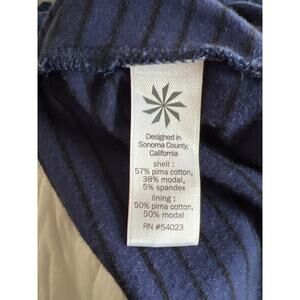 Designed in
Sonoma County,
California
shell :
57% pima cotton,
38% modal,
5% spandex
lining :
50% pima cotton,
50% modal
RN #54023